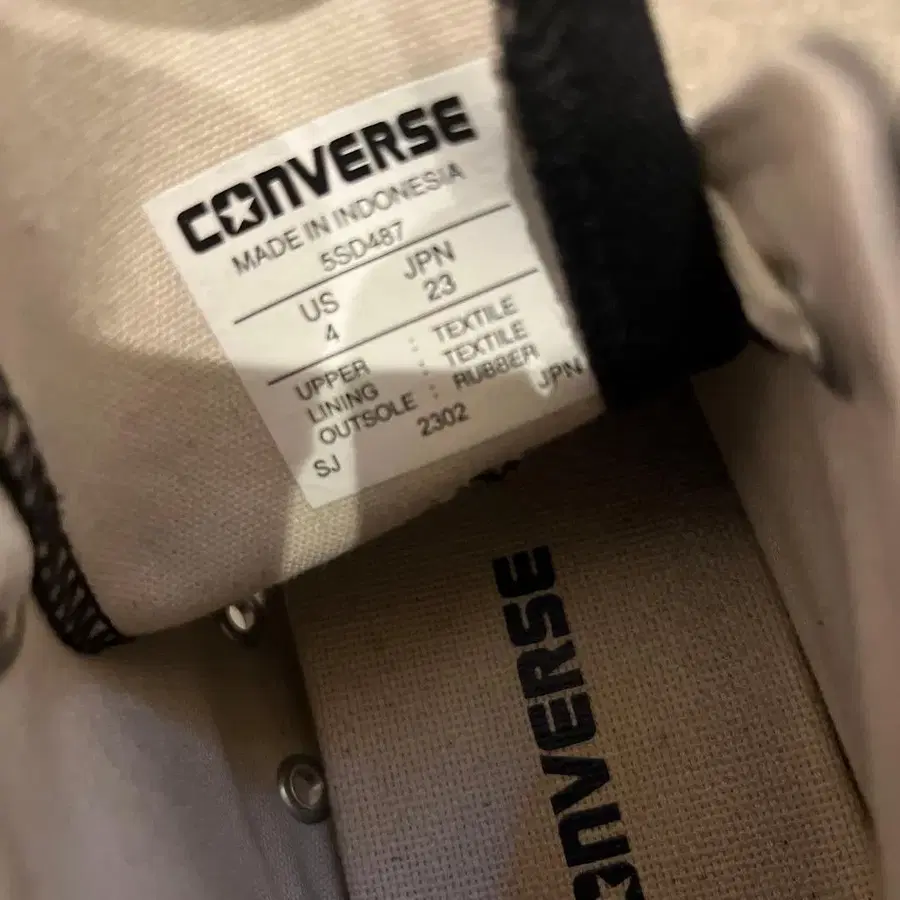 CONVERSE
MADE IN INDONESIA
5SD487
US JPN
4 23
UPPER : TEXTILE
LINING : TEXTILE
OUTSOLE : RUBBER
SJ 2302 JPN
CONVERSE